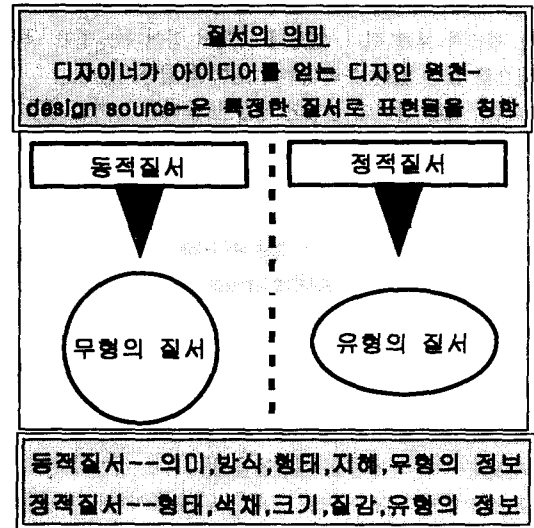 질서의 의미
디자이너가 아이디어를 얻는 디자인 원천-
design source-은 특정한 질서로 표현됨을 칭함
동적질서
정적질서
무형의 질서
유형의 질서
동적질서--의미,방식,행태,지혜,무형의 정보
정적질서--형태,색채,크기,질감,유형의 정보